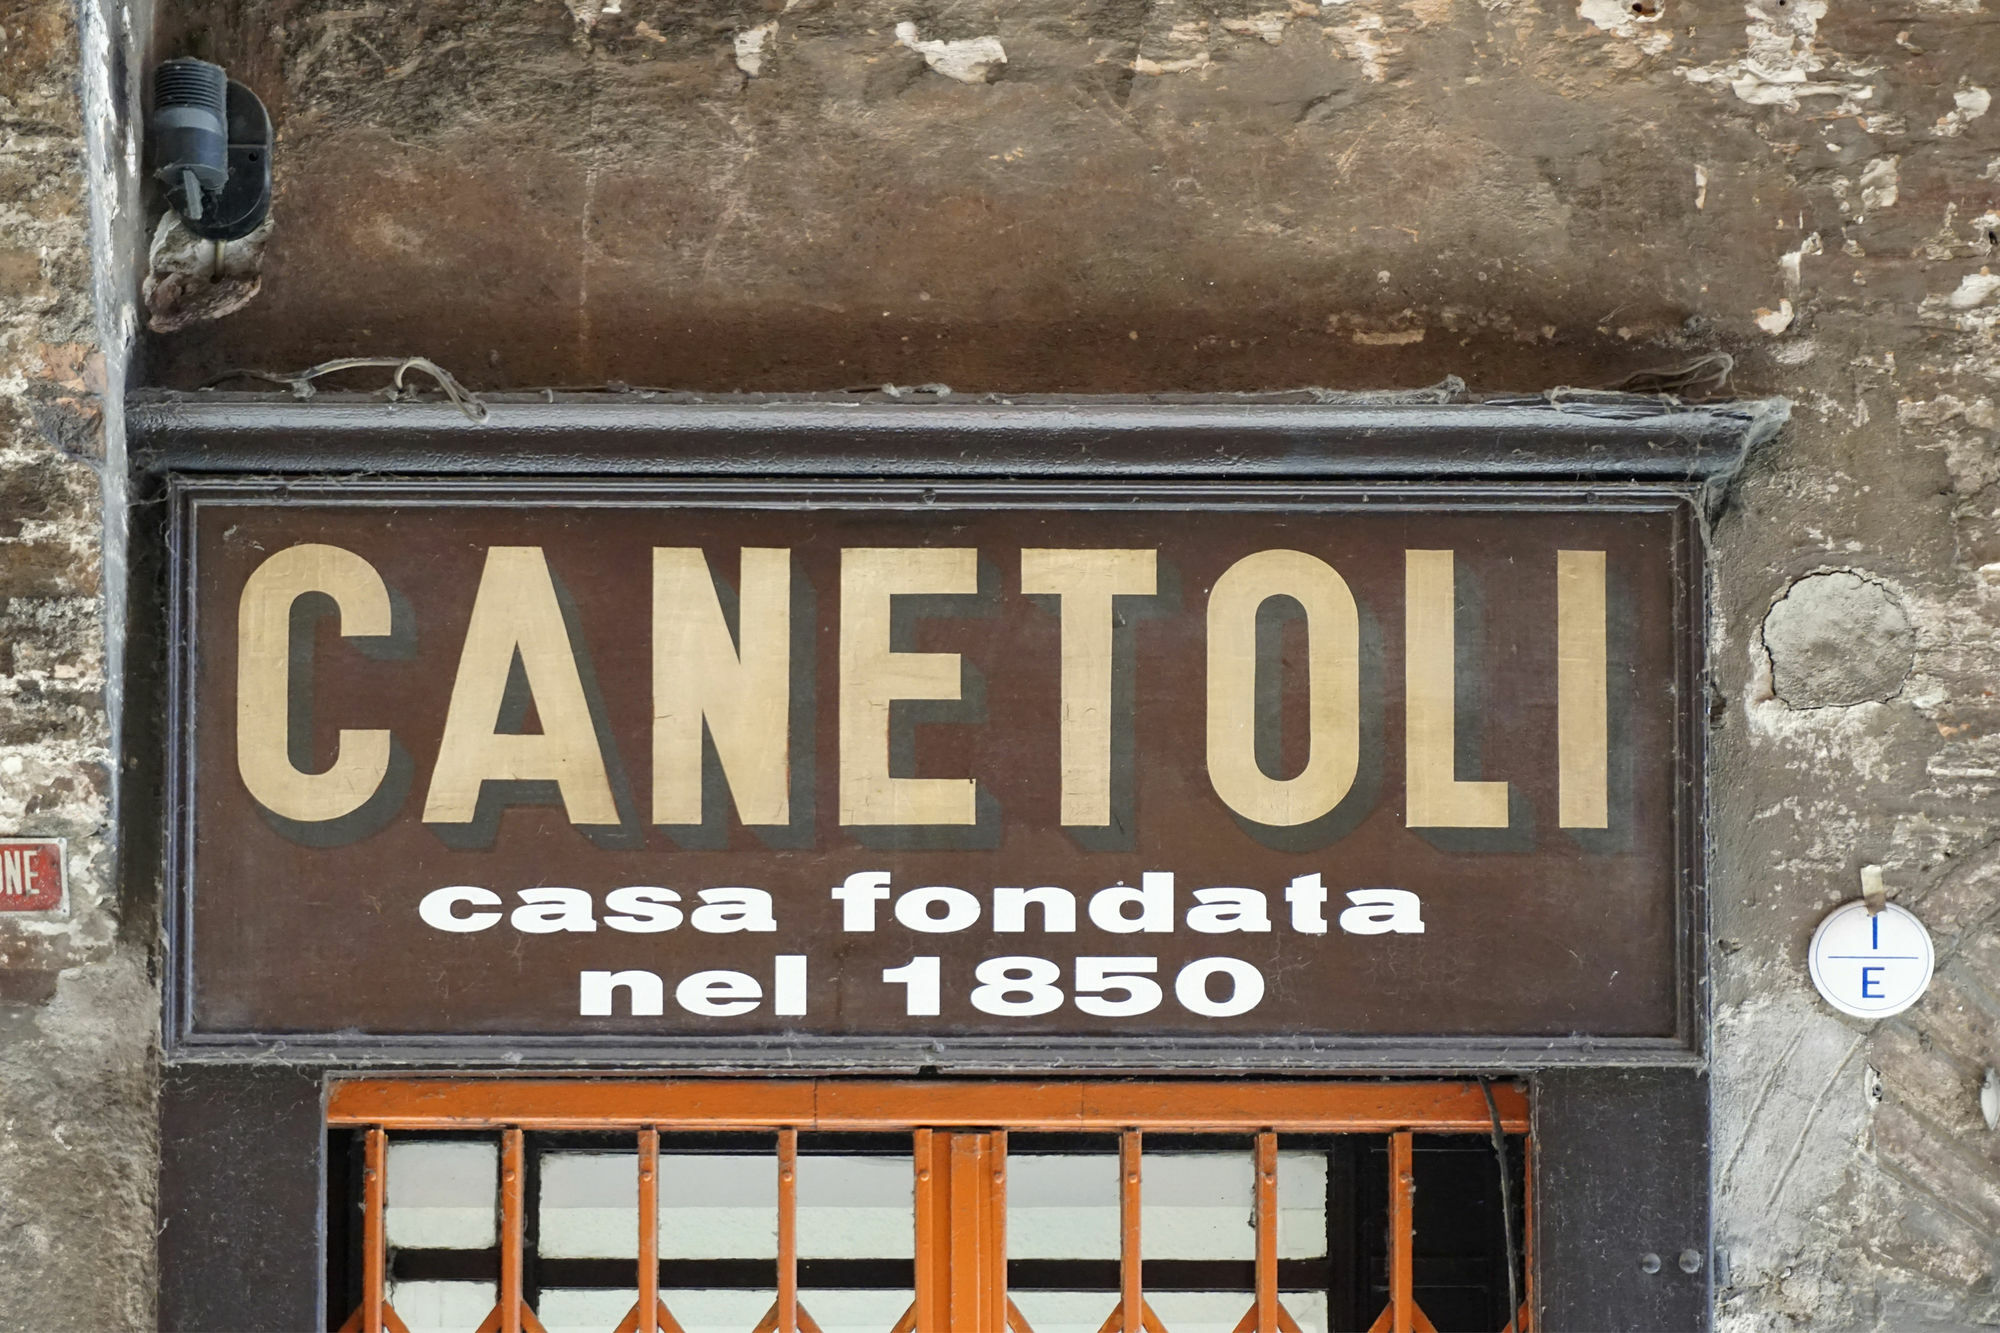 CANETOLI
casa fondata
nel 1850
ONE
I
E